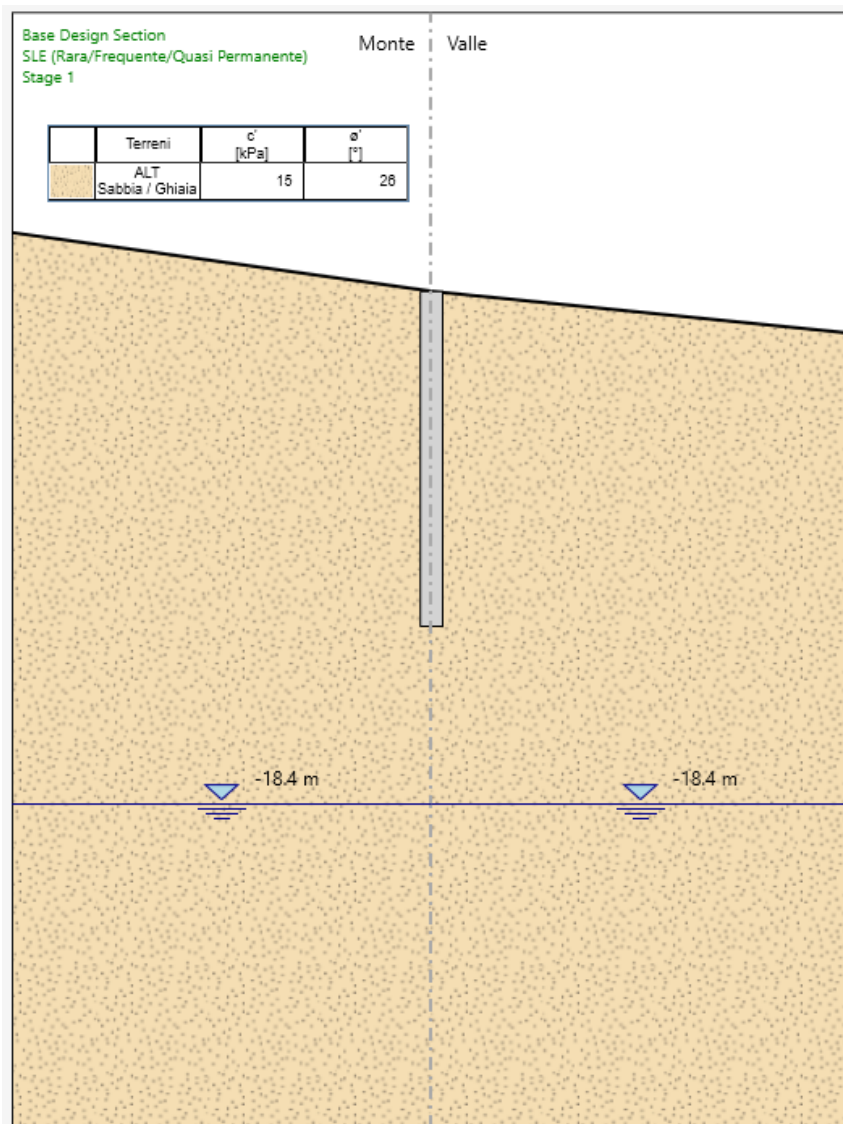 Base Design Section
SLE (Rara/Frequente/Quasi Permanente)
Stage 1
Monte
Valle
Terreni
c'
[kPa]
ø'
[°]
ALT
Sabbia / Ghiaia
15
26
-18.4 m
-18.4 m